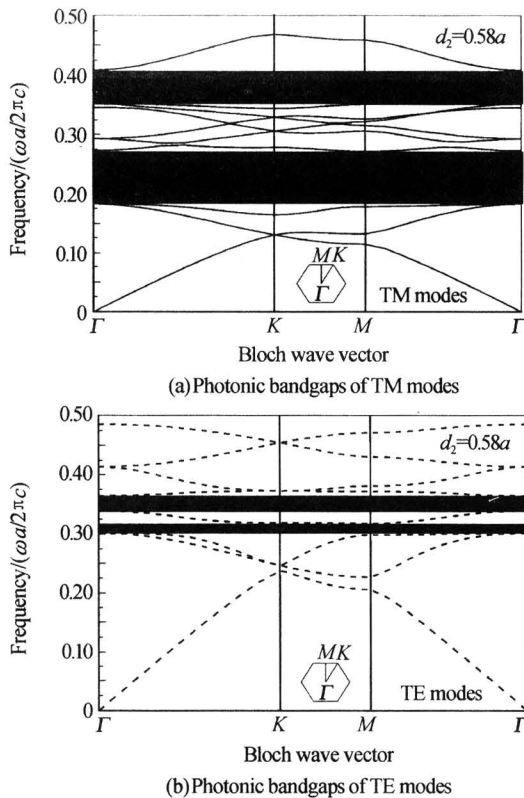 d₂=0.58a
0.50
0.40
0.30
0.20
0.10
0
Frequency/(ωa/2πc)
MK
Γ
TM modes
Γ K M Γ
Bloch wave vector
(a)Photonic bandgaps of TM modes
0.50
d₂=0.58a
0.40
0.30
0.20
0.10
0
Frequency/(ωa/2πc)
MK
Γ
TE modes
Γ K M Γ
Bloch wave vector
(b)Photonic bandgaps of TE modes